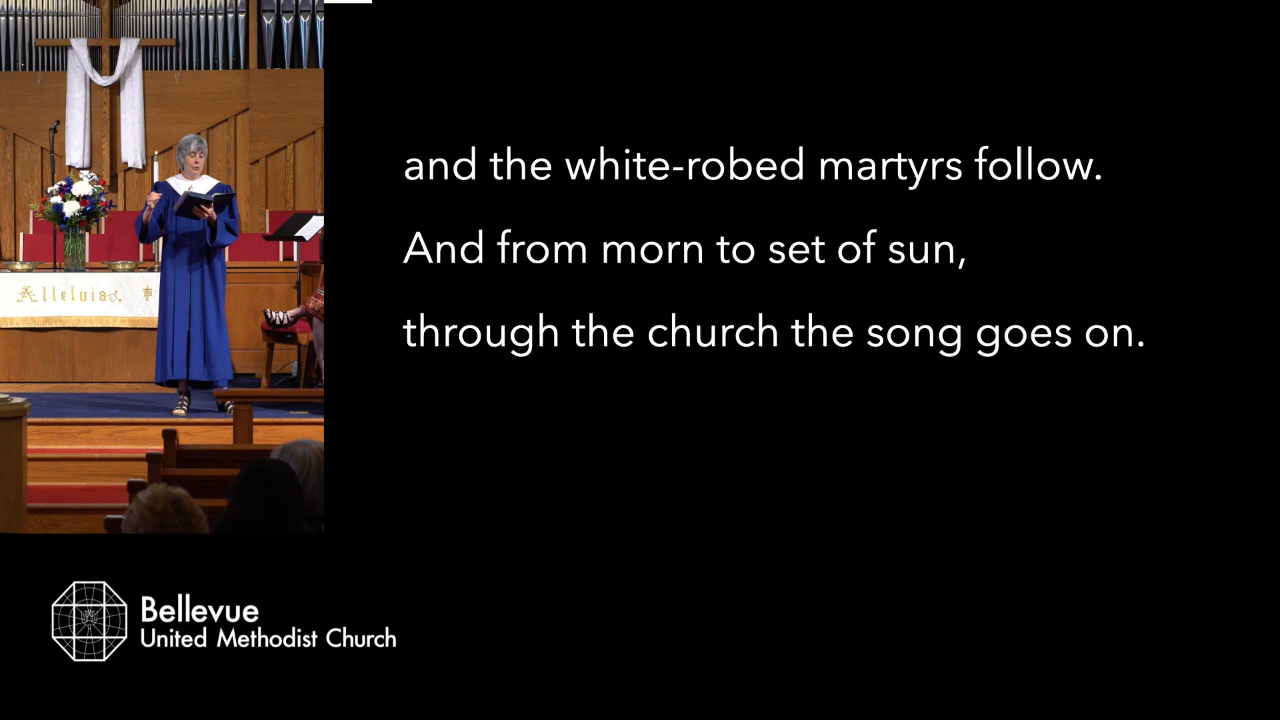 and the white-robed martyrs follow.
And from morn to set of sun,
through the church the song goes on.
Alleluia.
Bellevue
United Methodist Church